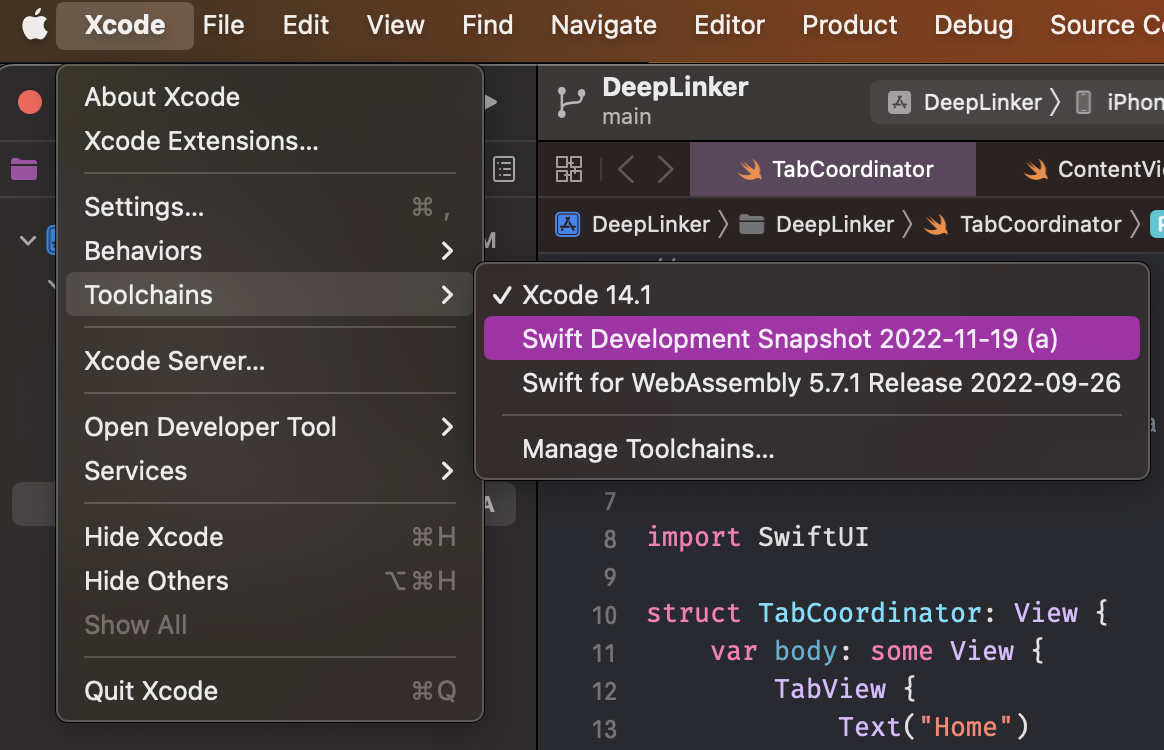 Xcode File Edit View Find Navigate Editor Product Debug Source
About Xcode
Xcode Extensions...
Settings... ⌘ ,
Behaviors
Toolchains
Xcode Server...
Open Developer Tool
Services
Hide Xcode ⌘H
Hide Others ⌥⌘H
Show All
Quit Xcode ⌘Q
DeepLinker
main
DeepLinker
TabCoordinator
DeepLinker DeepLinker TabCoordinator
M
✓ Xcode 14.1
Swift Development Snapshot 2022-11-19 (a)
Swift for WebAssembly 5.7.1 Release 2022-09-26
Manage Toolchains...
A
7
8 import SwiftUI
9
10 struct TabCoordinator: View {
11 var body: some View {
12 TabView {
13 Text("Home")